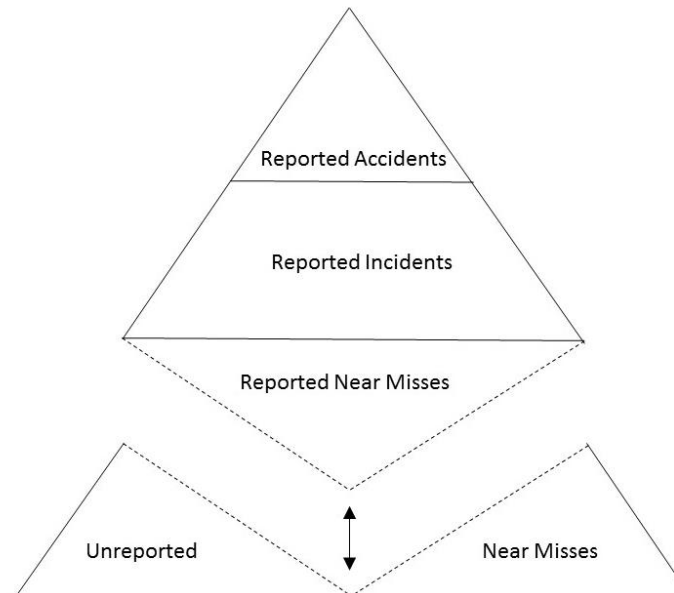 Reported Accidents
Reported Incidents
Reported Near Misses
Unreported
Near Misses